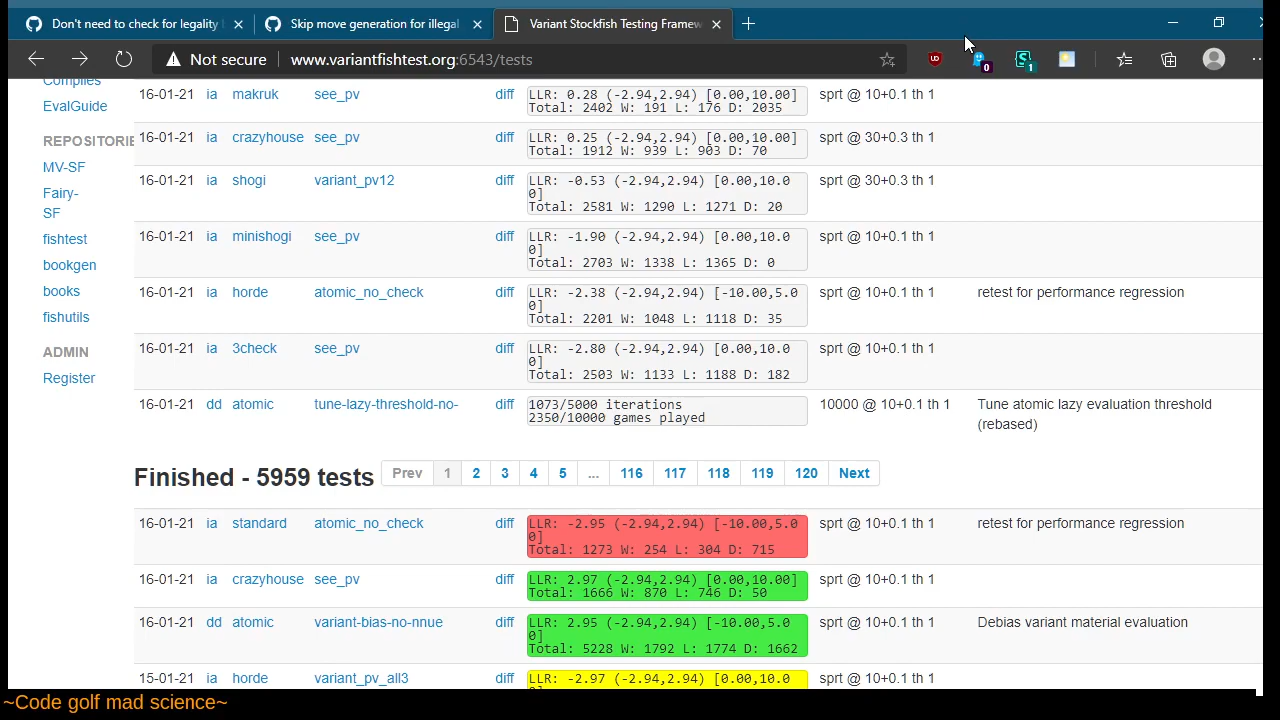 Don't need to check for legality
Skip move generation for illegal
Variant Stockfish Testing Framew
Not secure
www.variantfishtest.org:6543/tests
0
1
Compiles
EvalGuide
REPOSITORIE
MV-SF
Fairy-
SF
fishtest
bookgen
books
fishutils
ADMIN
Register
16-01-21 ia makruk see_pv diff LLR: 0.28 (-2.94,2.94) [0.00,10.00] sprt @ 10+0.1 th 1
Total: 2402 W: 191 L: 176 D: 2035
16-01-21 ia crazyhouse see_pv diff LLR: 0.25 (-2.94,2.94) [0.00,10.00] sprt @ 30+0.3 th 1
Total: 1912 W: 939 L: 903 D: 70
16-01-21 ia shogi variant_pv12 diff LLR: -0.53 (-2.94,2.94) [0.00,10.0 sprt @ 30+0.3 th 1
0]
Total: 2581 W: 1290 L: 1271 D: 20
16-01-21 ia minishogi see_pv diff LLR: -1.90 (-2.94,2.94) [0.00,10.0 sprt @ 10+0.1 th 1
0]
Total: 2703 W: 1338 L: 1365 D: 0
16-01-21 ia horde atomic_no_check diff LLR: -2.38 (-2.94,2.94) [-10.00,5.0 sprt @ 10+0.1 th 1 retest for performance regression
0]
Total: 2201 W: 1048 L: 1118 D: 35
16-01-21 ia 3check see_pv diff LLR: -2.80 (-2.94,2.94) [0.00,10.0 sprt @ 10+0.1 th 1
0]
Total: 2503 W: 1133 L: 1188 D: 182
16-01-21 dd atomic tune-lazy-threshold-no- diff 1073/5000 iterations 10000 @ 10+0.1 th 1 Tune atomic lazy evaluation threshold
2350/10000 games played (rebased)
Finished - 5959 tests Prev 1 2 3 4 5 ... 116 117 118 119 120 Next
16-01-21 ia standard atomic_no_check diff LLR: -2.95 (-2.94,2.94) [-10.00,5.0 sprt @ 10+0.1 th 1 retest for performance regression
0]
Total: 1273 W: 254 L: 304 D: 715
16-01-21 ia crazyhouse see_pv diff LLR: 2.97 (-2.94,2.94) [0.00,10.00] sprt @ 10+0.1 th 1
Total: 1666 W: 870 L: 746 D: 50
16-01-21 dd atomic variant-bias-no-nnue diff LLR: 2.95 (-2.94,2.94) [-10.00,5.0 sprt @ 10+0.1 th 1 Debias variant material evaluation
0]
Total: 5228 W: 1792 L: 1774 D: 1662
15-01-21 ia horde variant_pv_all3 diff LLR: -2.97 (-2.94,2.94) [0.00,10.0 sprt @ 10+0.1 th 1
~Code golf mad science~